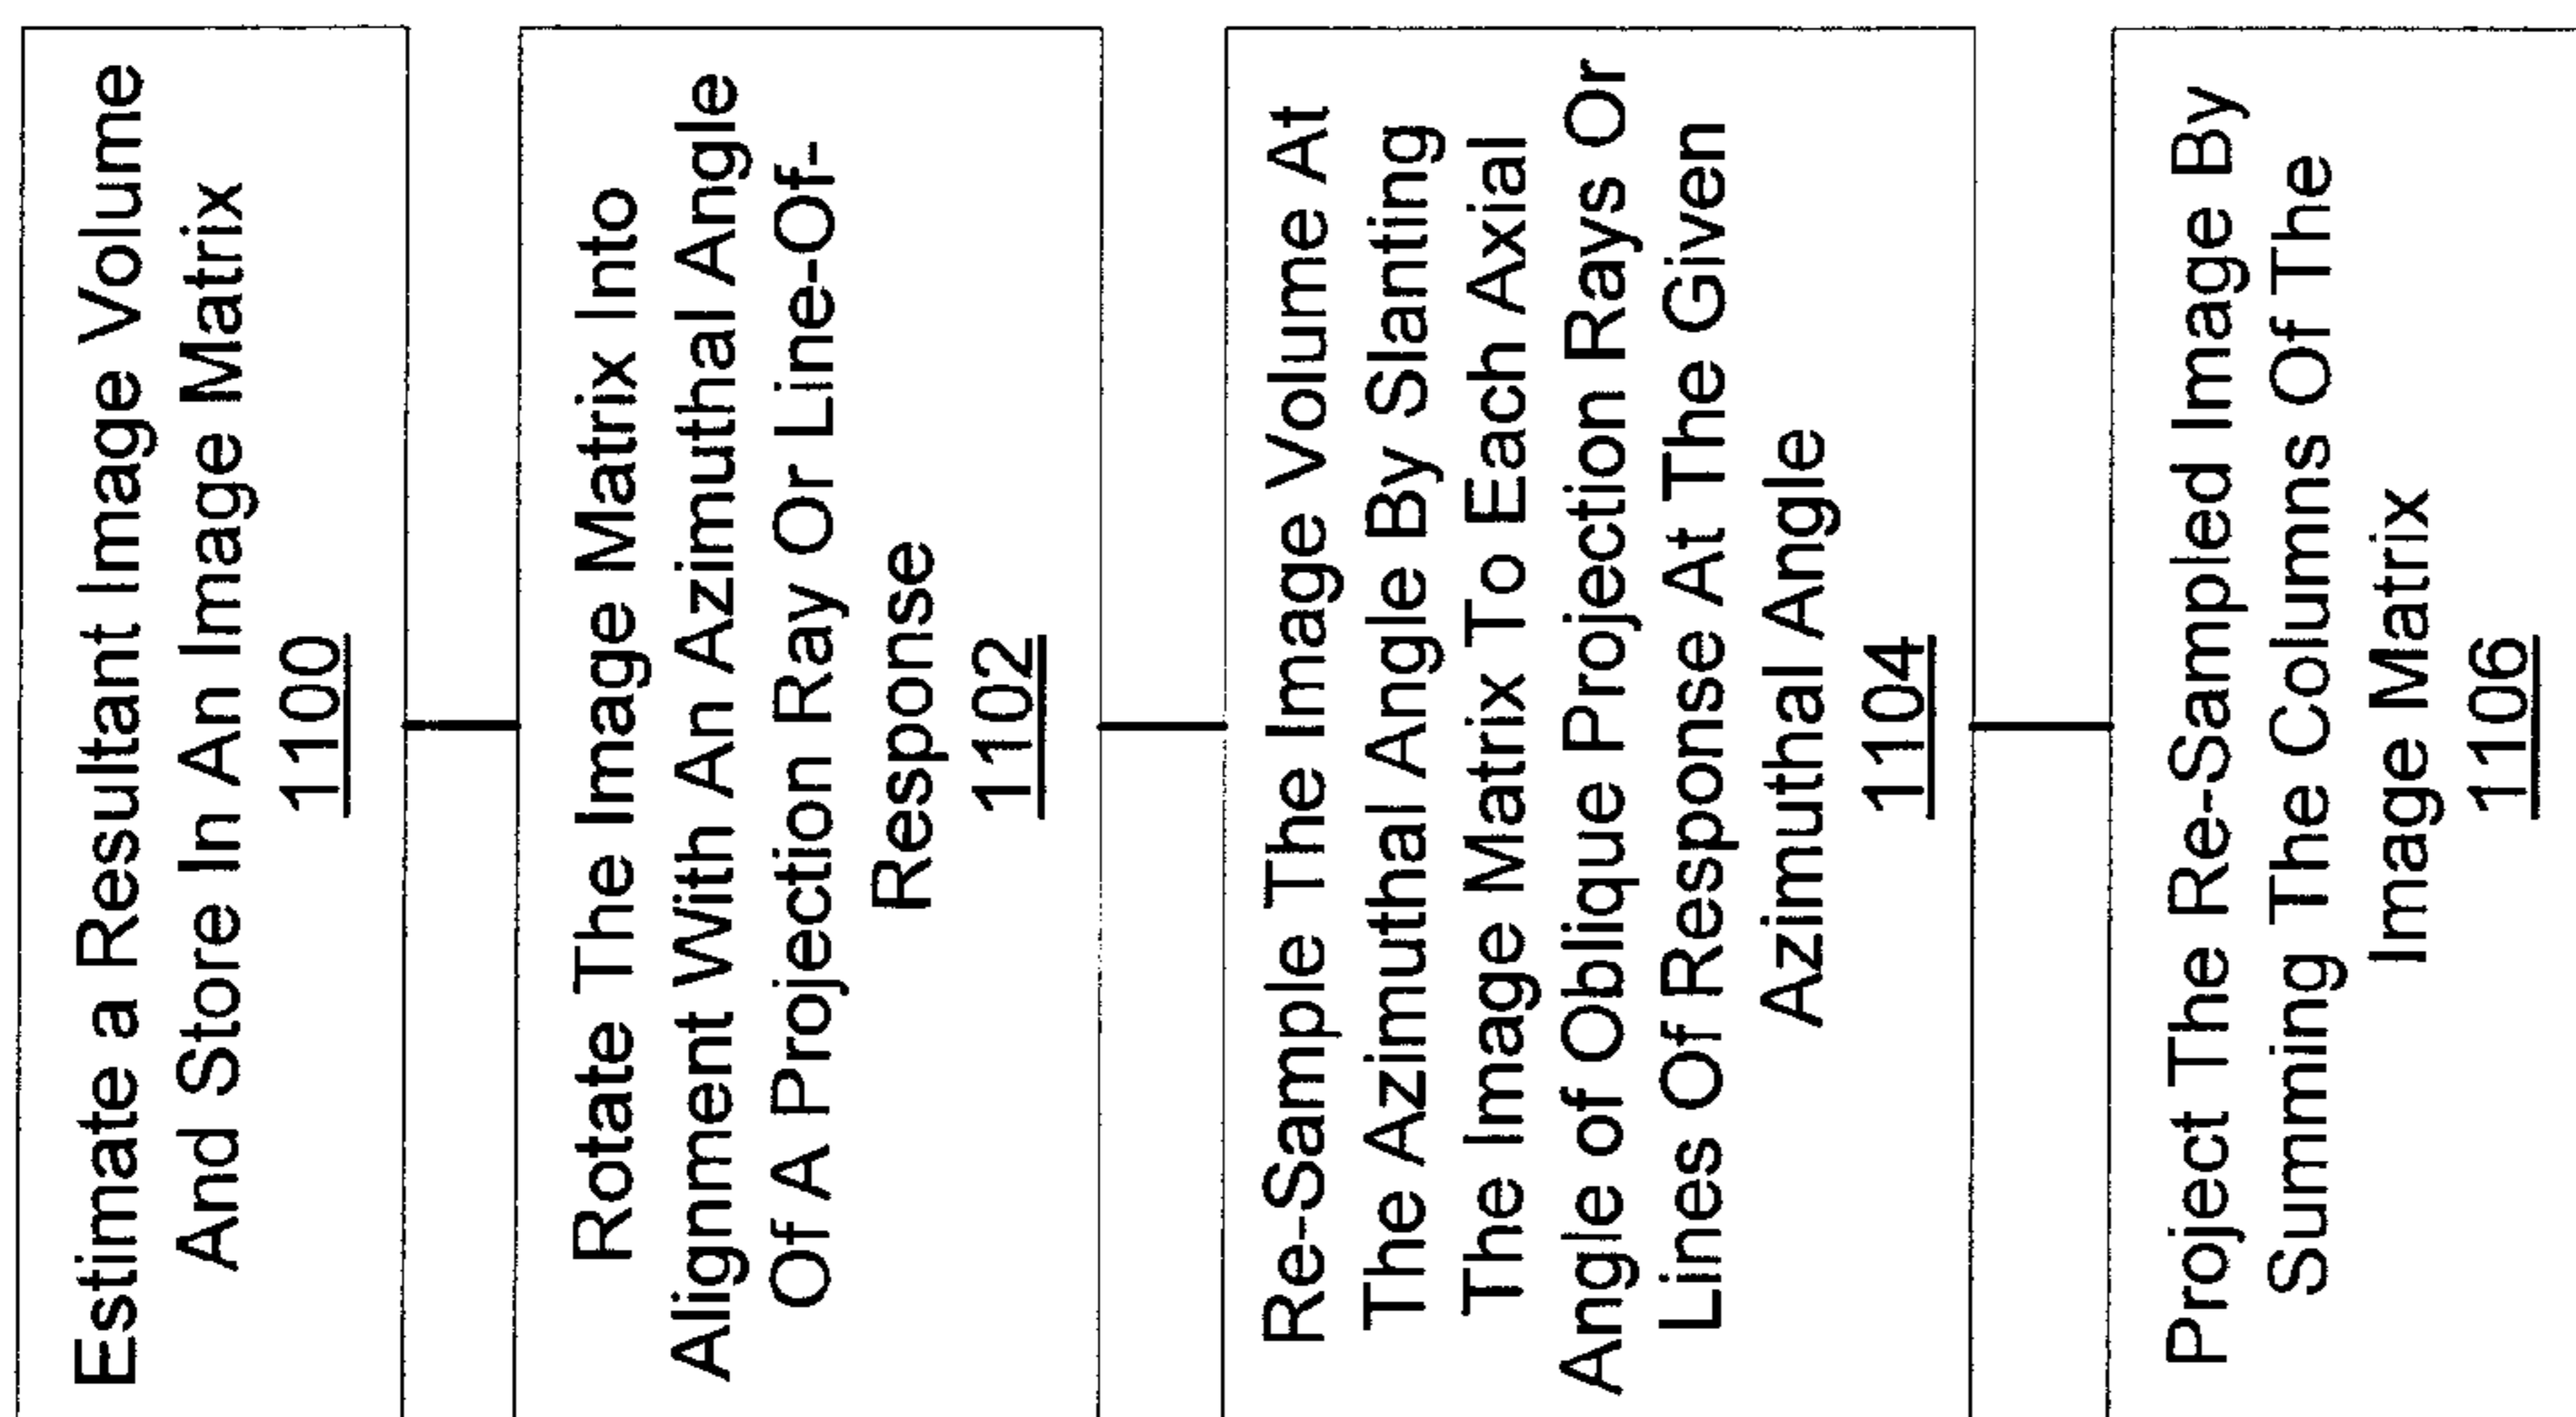 Estimate a Resultant Image Volume
And Store In An Image Matrix
1100
Rotate The Image Matrix Into
Alignment With An Azimuthal Angle
Of A Projection Ray Or Line-Of-
Response
1102
Re-Sample The Image Volume At
The Azimuthal Angle By Slanting
The Image Matrix To Each Axial
Angle of Oblique Projection Rays Or
Lines Of Response At The Given
Azimuthal Angle
1104
Project The Re-Sampled Image By
Summing The Columns Of The
Image Matrix
1106